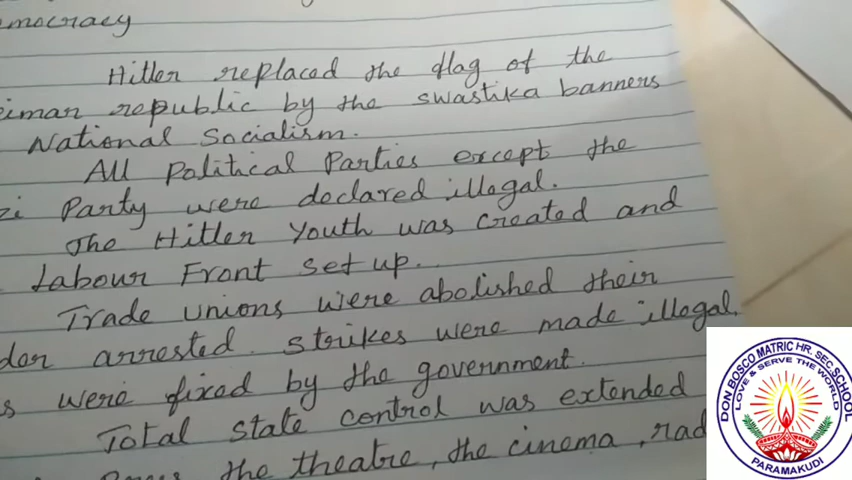 mocracy
Hitler replaced the flag of the
eimar republic by the swastika banners
National Socialism.
All Political Parties except the
zi Party were declared illegal.
The Hitler Youth was created and
Labour Front set up.
Trade unions were abolished their
der arrested. Strikes were made illegal.
s were fixed by the government.
Total state control was extended
the theatre, the cinema, rad
DON BOSCO MATRIC HR. SEC SCHOOL
LOVE & SERVE THE WORLD
PARAMAKUDI